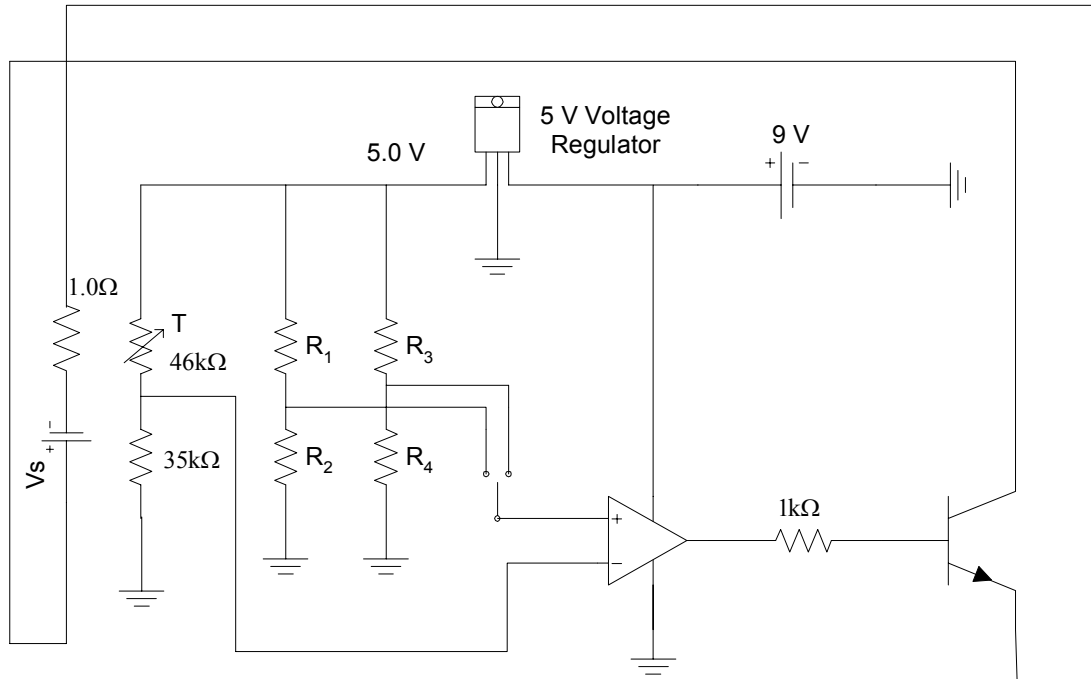 5 V Voltage
Regulator
9 V
+
−
5.0 V
1.0Ω
T
46kΩ
R1
R3
−
+
Vs
35kΩ
R2
R4
+
−
1kΩ